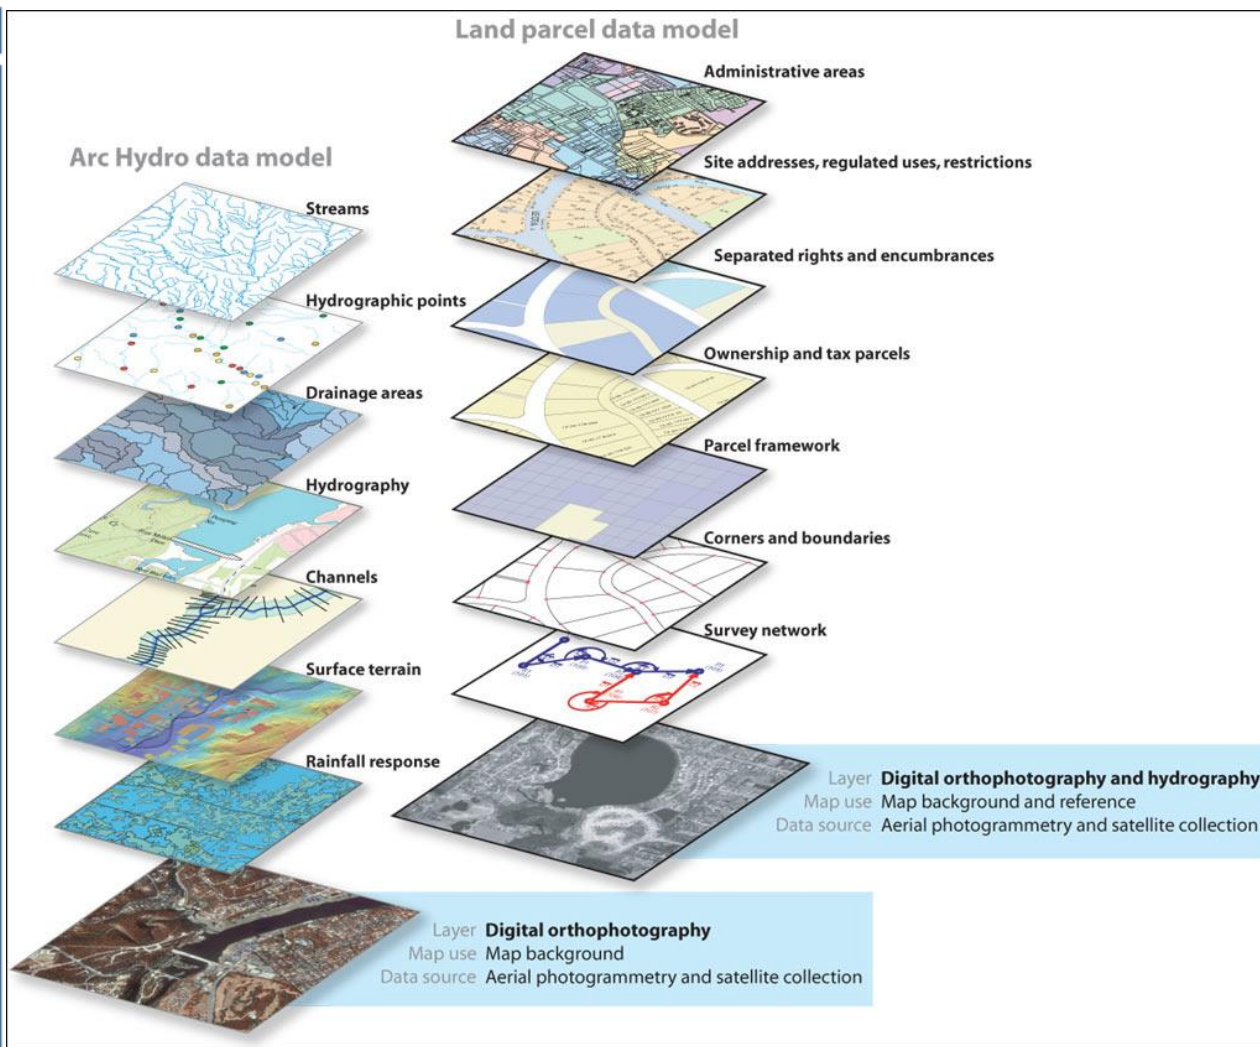 Land parcel data model
Administrative areas
Site addresses, regulated uses, restrictions
Separated rights and encumbrances
Ownership and tax parcels
Parcel framework
Corners and boundaries
Survey network
Layer Digital orthophotography and hydrography
Map use Map background and reference
Data source Aerial photogrammetry and satellite collection
Arc Hydro data model
Streams
Hydrographic points
Drainage areas
Hydrography
Channels
Surface terrain
Rainfall response
Layer Digital orthophotography
Map use Map background
Data source Aerial photogrammetry and satellite collection